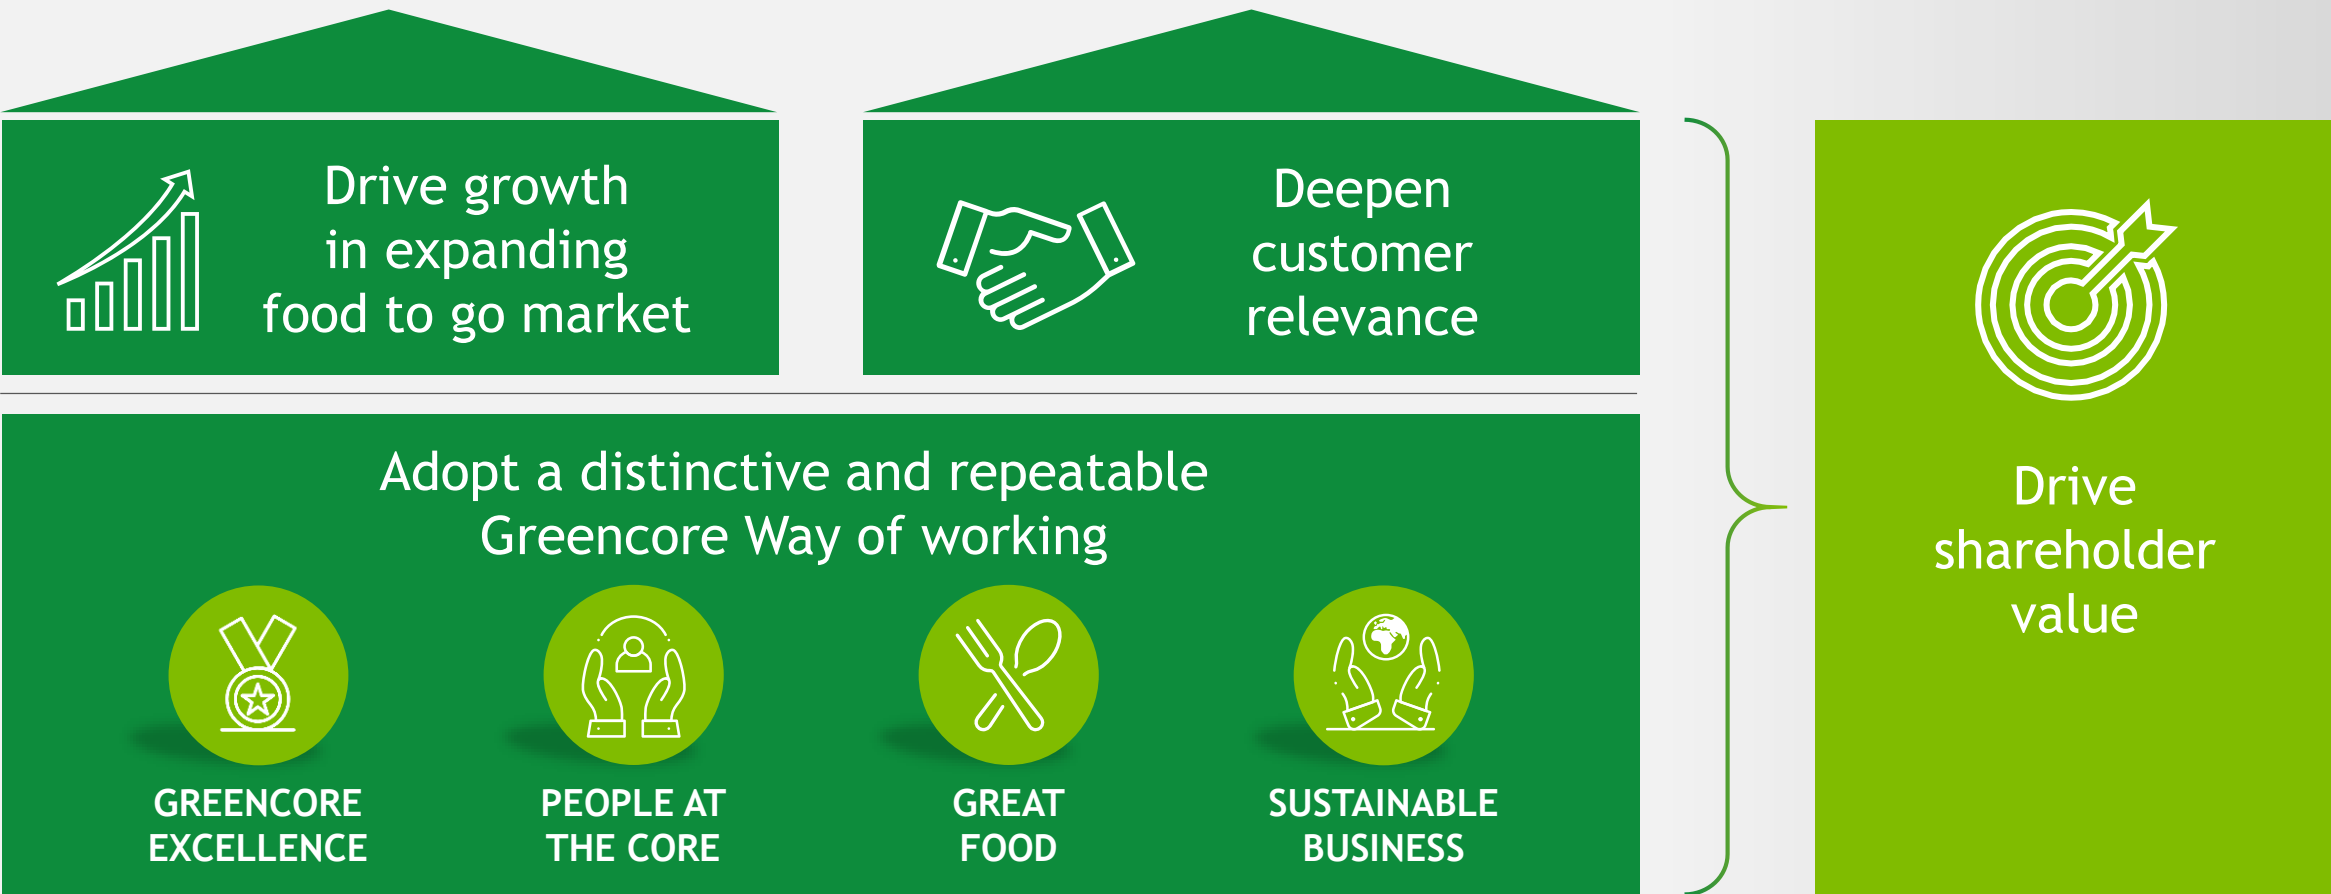 Drive growth
in expanding
food to go market
Deepen
customer
relevance
Adopt a distinctive and repeatable
Greencore Way of working
GREENCORE
EXCELLENCE
PEOPLE AT
THE CORE
GREAT
FOOD
SUSTAINABLE
BUSINESS
Drive
shareholder
value